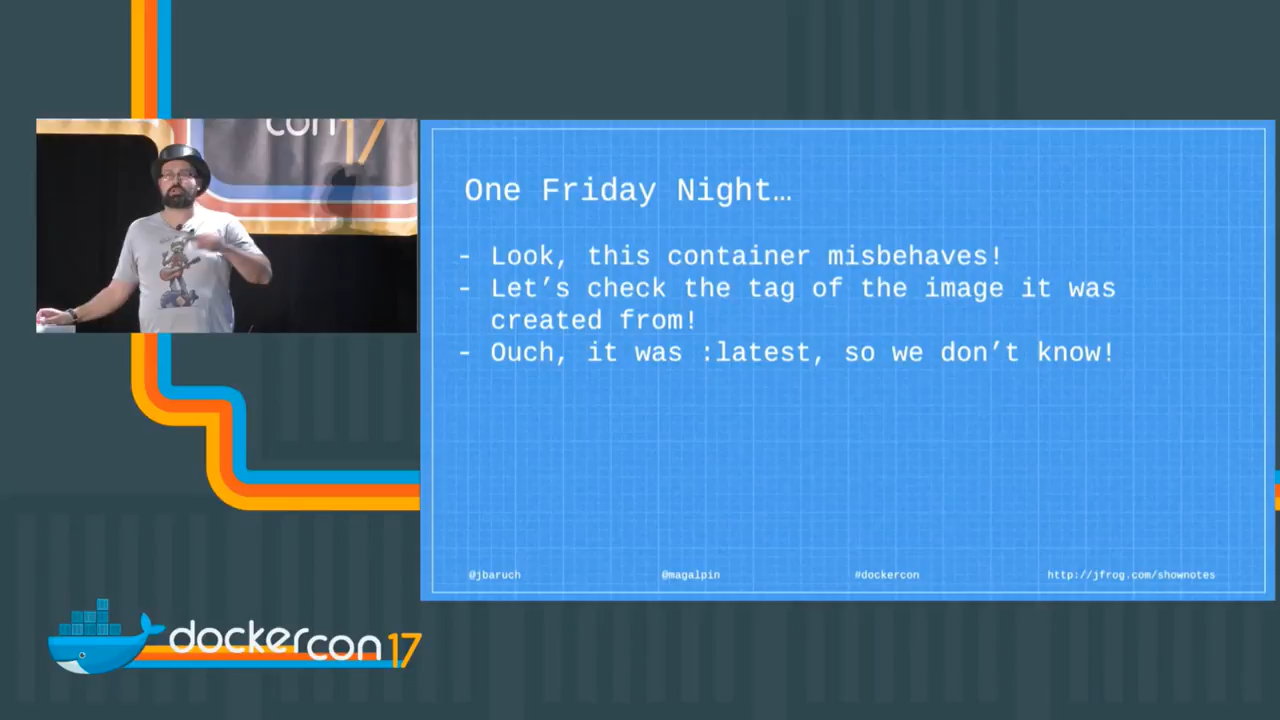 con17
One Friday Night…
- Look, this container misbehaves!
- Let’s check the tag of the image it was
created from!
- Ouch, it was :latest, so we don’t know!
@jbaruch
@magalpin
#dockercon
http://jfrog.com/shownotes
dockercon17